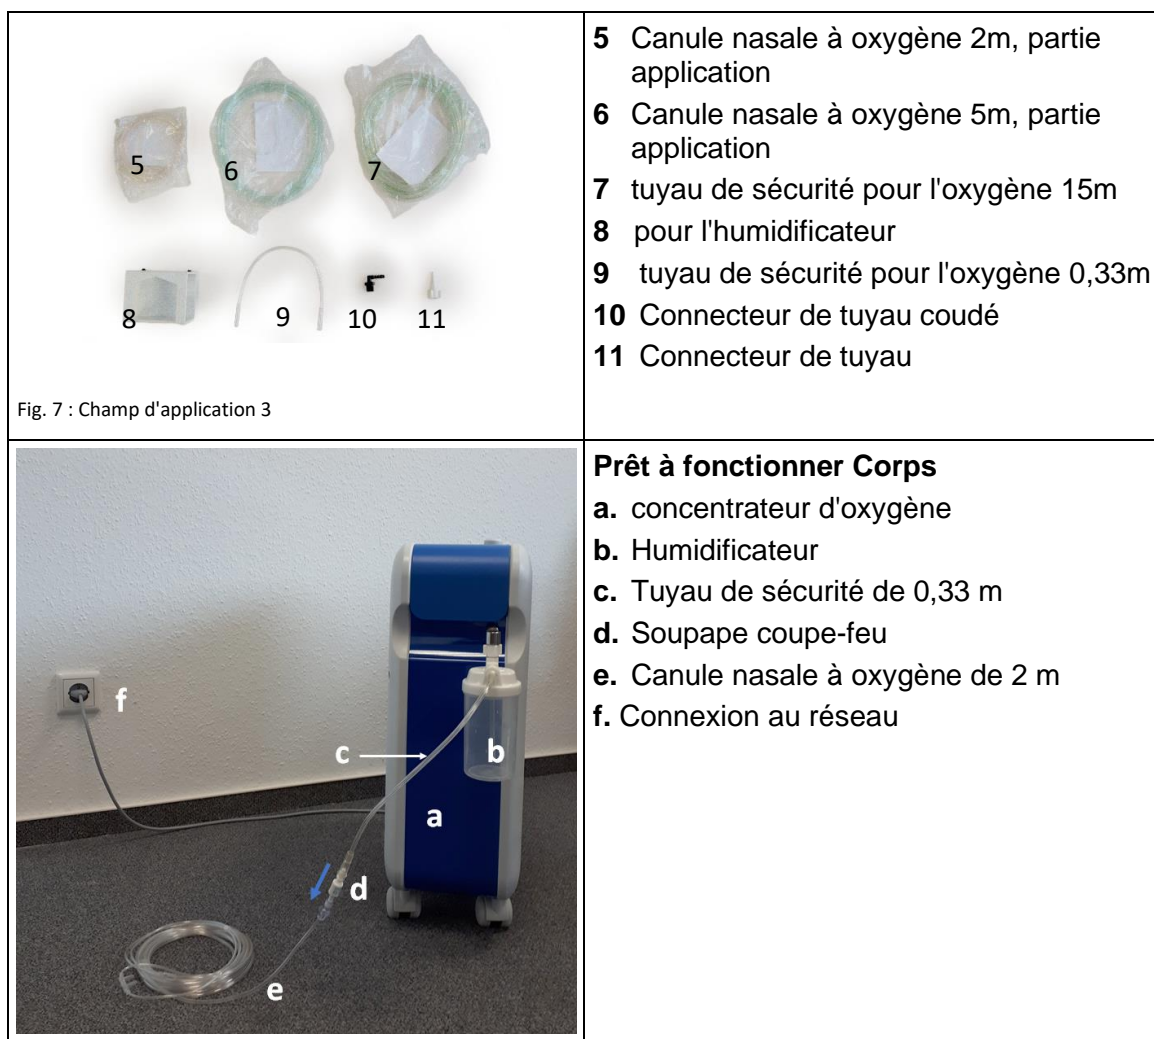 5
6
7
8
9
10
11
Fig. 7 : Champ d'application 3
5 Canule nasale à oxygène 2m, partie
application
6 Canule nasale à oxygène 5m, partie
application
7 tuyau de sécurité pour l'oxygène 15m
8 pour l'humidificateur
9 tuyau de sécurité pour l'oxygène 0,33m
10 Connecteur de tuyau coudé
11 Connecteur de tuyau
f
c
b
a
d
e
Prêt à fonctionner Corps
a. concentrateur d'oxygène
b. Humidificateur
c. Tuyau de sécurité de 0,33 m
d. Soupape coupe-feu
e. Canule nasale à oxygène de 2 m
f. Connexion au réseau